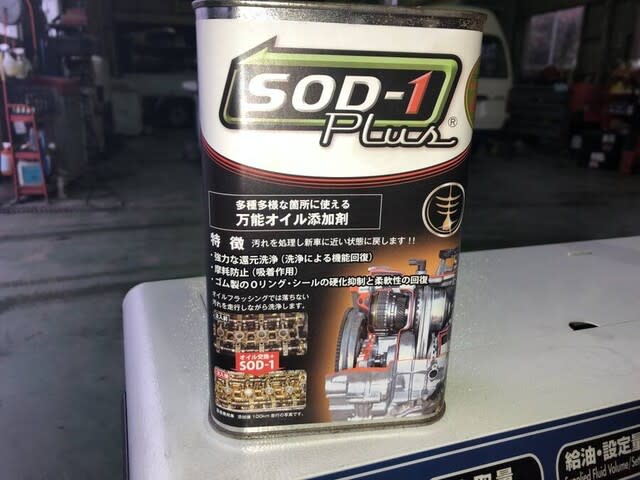 SOD-1
Plus®
多種多様な箇所に使える
万能オイル添加剤
特徴 汚れを処理し新車に近い状態に戻します!!
・強力な還元洗浄(洗浄による機能回復)
・摩耗防止(吸着作用)
・ゴム製のOリング・シールの硬化抑制と柔軟性の回復
オイルフラッシングでは落ちない
汚れを走行しながら洗浄します。
オイル交換+
SOD-1
給油・設定量
Supplied Fluid Volume/Set